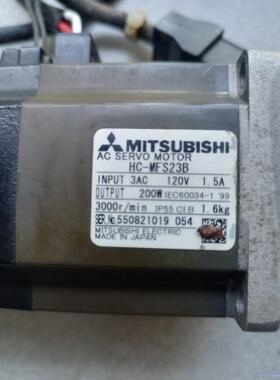 MITSUBISHI
AC SERVO MOTOR
HC-MFS23B
INPUT 3AC 120V 1.5A
OUTPUT 200W IEC60034-1 '99
3000r/min IP55 Cl.B 1.6kg
SER.No.550821019 054
MITSUBISHI ELECTRIC
MADE IN JAPAN